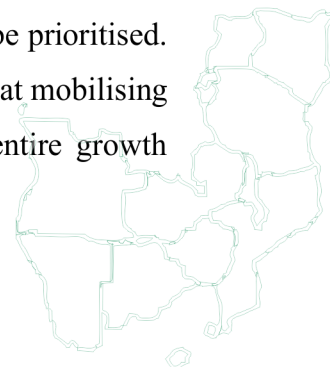 be prioritised.
at mobilising
entire growth